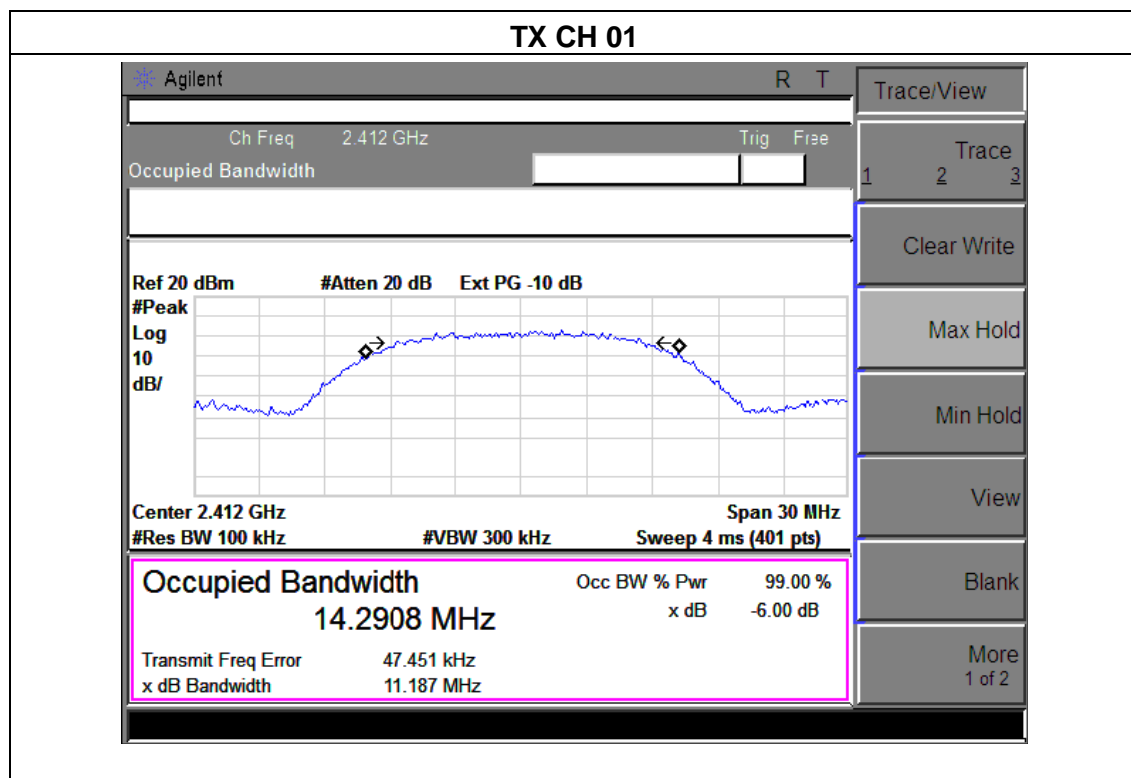 TX CH 01
Agilent R T
Trace/View
Ch Freq 2.412 GHz Trig Free
Occupied Bandwidth
Trace
1 2 3
Clear Write
Ref 20 dBm #Atten 20 dB Ext PG -10 dB
#Peak
Log
10
dB/
Max Hold
Min Hold
View
Center 2.412 GHz Span 30 MHz
#Res BW 100 kHz #VBW 300 kHz Sweep 4 ms (401 pts)
Occupied Bandwidth Occ BW % Pwr 99.00 %
14.2908 MHz x dB -6.00 dB
Blank
Transmit Freq Error 47.451 kHz
x dB Bandwidth 11.187 MHz
More
1 of 2